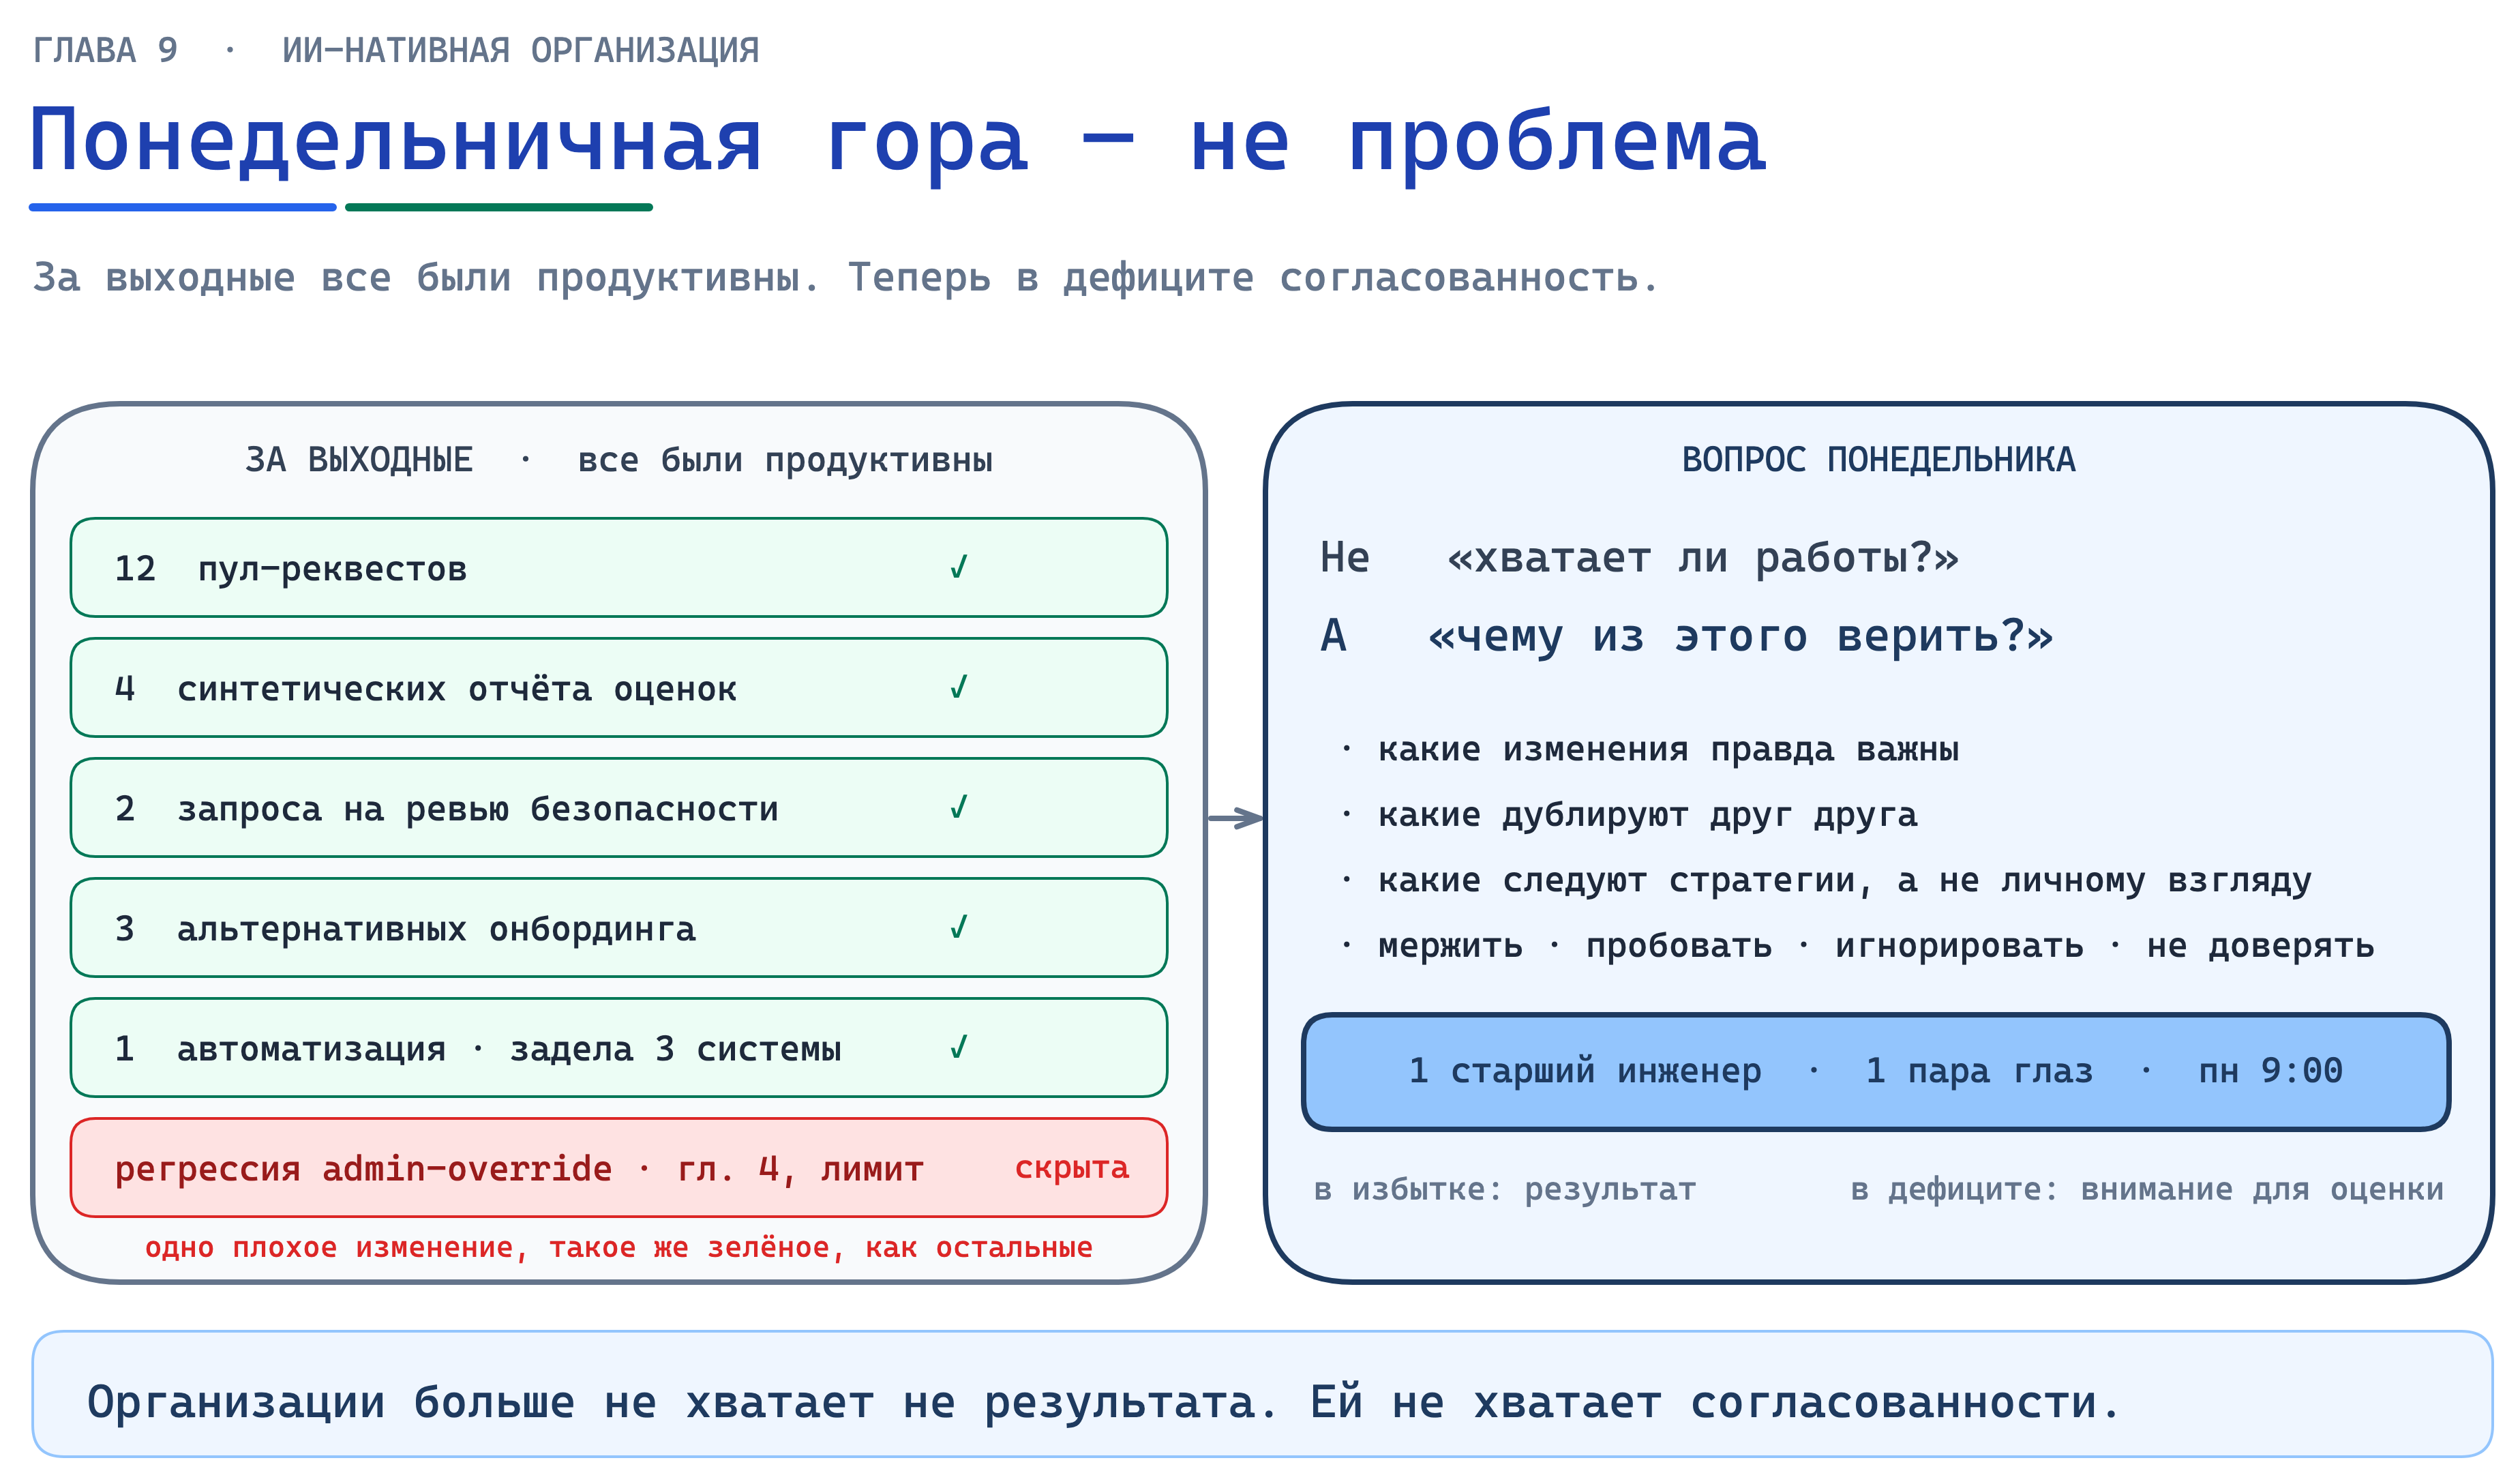 ГЛАВА 9 · ИИ-НАТИВНАЯ ОРГАНИЗАЦИЯ
Понедельничная гора — не проблема
За выходные все были продуктивны. Теперь в дефиците согласованность.
ЗА ВЫХОДНЫЕ · все были продуктивны
12 пул-реквестов ✓
4 синтетических отчёта оценок ✓
2 запроса на ревью безопасности ✓
3 альтернативных онбординга ✓
1 автоматизация · задела 3 системы ✓
регрессия admin-override · гл. 4, лимит скрыта
одно плохое изменение, такое же зелёное, как остальные
ВОПРОС ПОНЕДЕЛЬНИКА
Не «хватает ли работы?»
А «чему из этого верить?»
· какие изменения правда важны
· какие дублируют друг друга
· какие следуют стратегии, а не личному взгляду
· мержить · пробовать · игнорировать · не доверять
1 старший инженер · 1 пара глаз · пн 9:00
в избытке: результат в дефиците: внимание для оценки
Организации больше не хватает не результата. Ей не хватает согласованности.